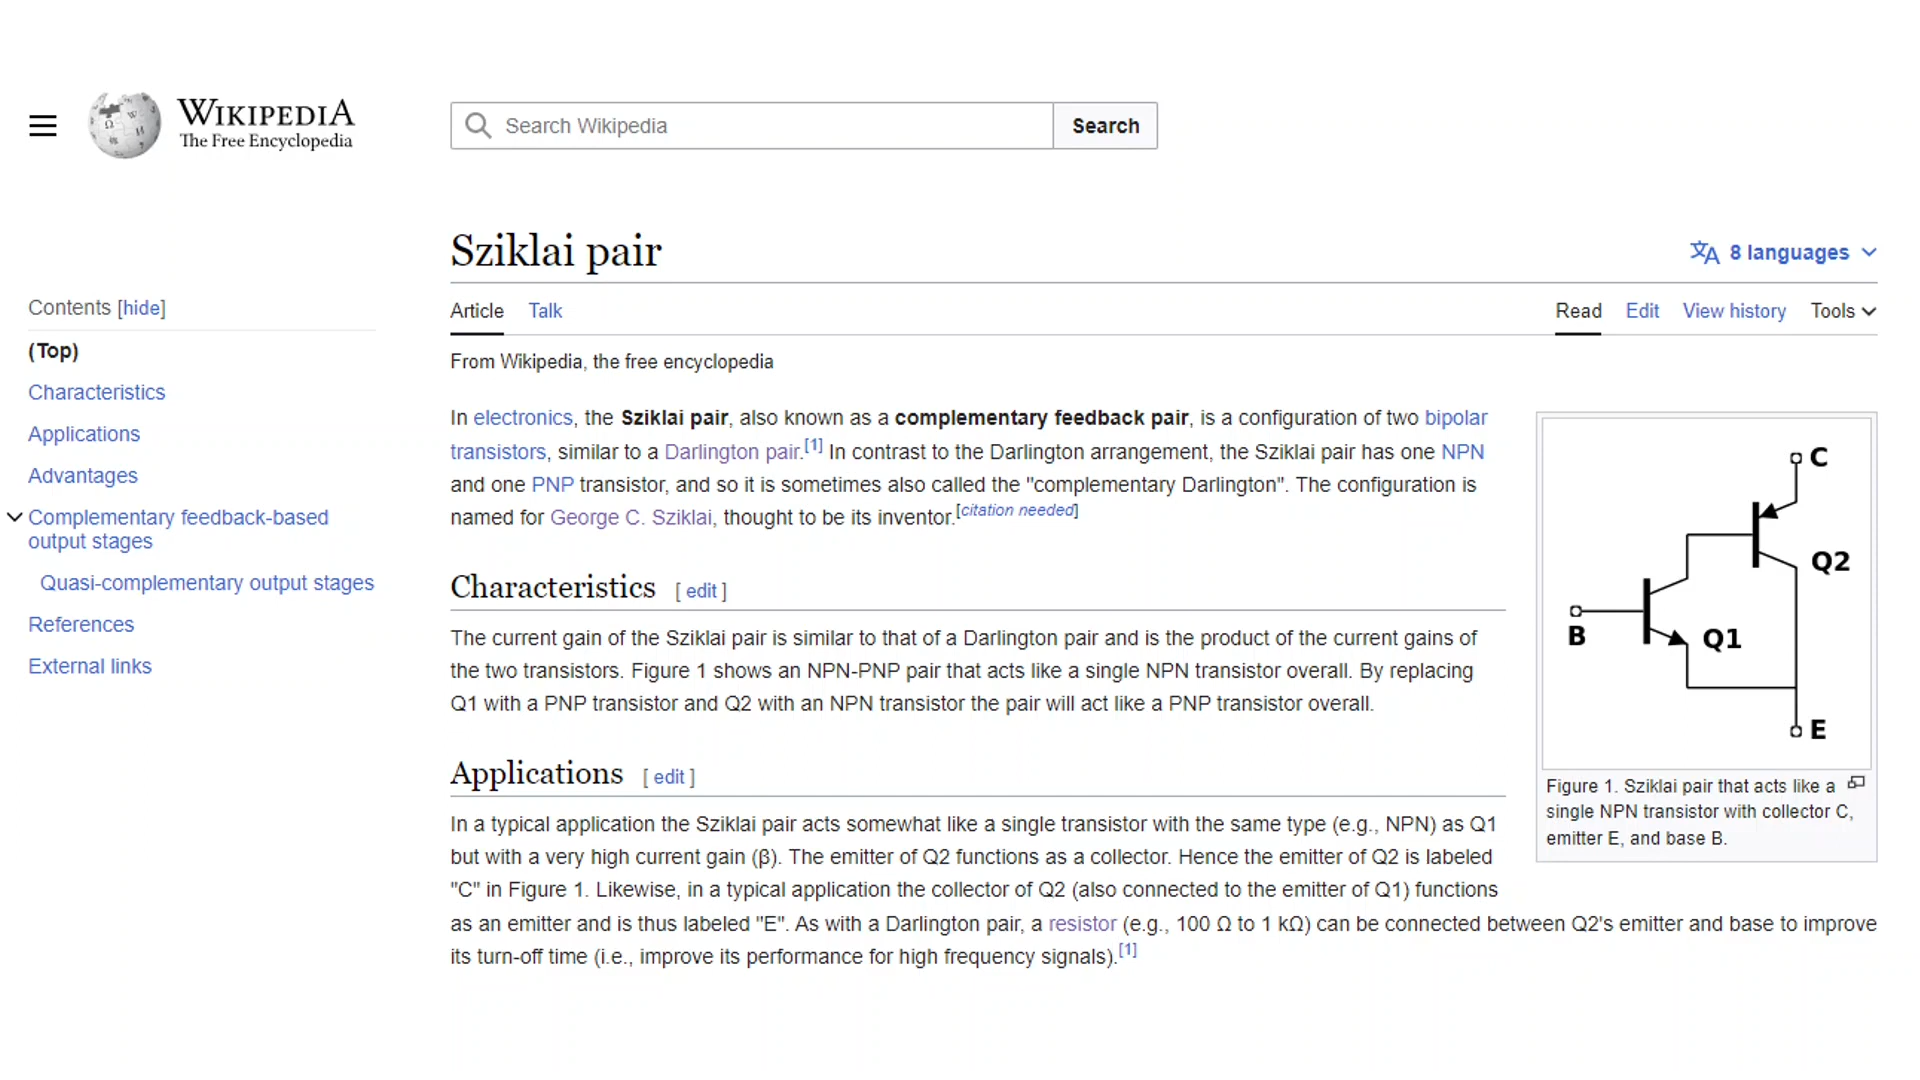 WIKIPEDIA
The Free Encyclopedia
Search Wikipedia
Search
Sziklai pair
8 languages
Contents [hide]
(Top)
Characteristics
Applications
Advantages
Complementary feedback-based
output stages
Quasi-complementary output stages
References
External links
Article
Talk
Read
Edit
View history
Tools
From Wikipedia, the free encyclopedia
In electronics, the Sziklai pair, also known as a complementary feedback pair, is a configuration of two bipolar
transistors, similar to a Darlington pair.[1] In contrast to the Darlington arrangement, the Sziklai pair has one NPN
and one PNP transistor, and so it is sometimes also called the "complementary Darlington". The configuration is
named for George C. Sziklai, thought to be its inventor.[citation needed]
Characteristics [ edit ]
The current gain of the Sziklai pair is similar to that of a Darlington pair and is the product of the current gains of
the two transistors. Figure 1 shows an NPN-PNP pair that acts like a single NPN transistor overall. By replacing
Q1 with a PNP transistor and Q2 with an NPN transistor the pair will act like a PNP transistor overall.
Applications [ edit ]
In a typical application the Sziklai pair acts somewhat like a single transistor with the same type (e.g., NPN) as Q1
but with a very high current gain (β). The emitter of Q2 functions as a collector. Hence the emitter of Q2 is labeled
"C" in Figure 1. Likewise, in a typical application the collector of Q2 (also connected to the emitter of Q1) functions
as an emitter and is thus labeled "E". As with a Darlington pair, a resistor (e.g., 100 Ω to 1 kΩ) can be connected between Q2's emitter and base to improve
its turn-off time (i.e., improve its performance for high frequency signals).[1]
C
Q2
B
Q1
E
Figure 1. Sziklai pair that acts like a
single NPN transistor with collector C,
emitter E, and base B.